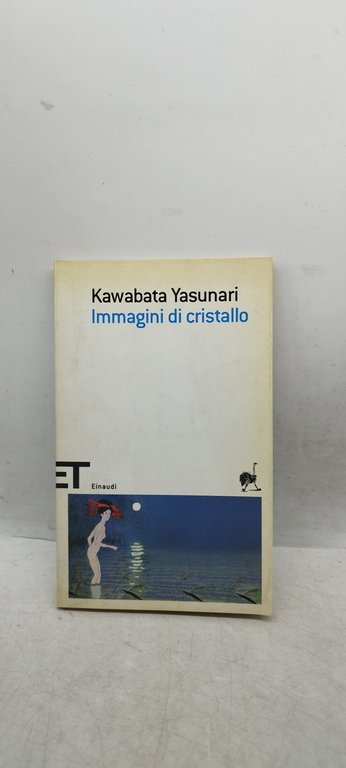 Kawabata Yasunari
Immagini di cristallo
ET
Einaudi